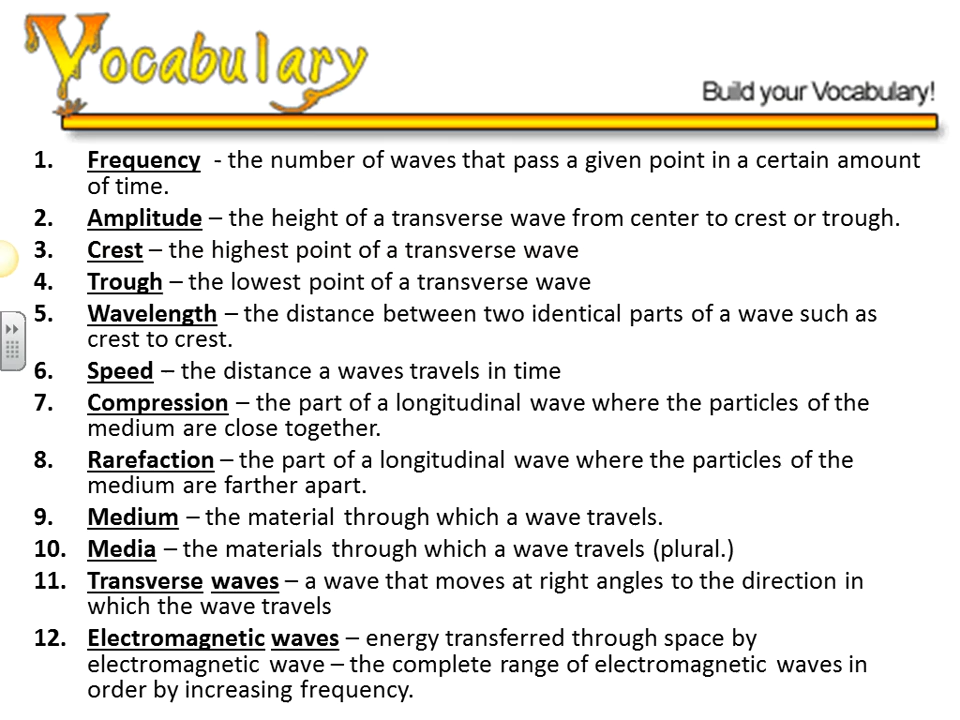 Vocabulary
Build your Vocabulary!
1. Frequency - the number of waves that pass a given point in a certain amount
of time.
2. Amplitude – the height of a transverse wave from center to crest or trough.
3. Crest – the highest point of a transverse wave
4. Trough – the lowest point of a transverse wave
5. Wavelength – the distance between two identical parts of a wave such as
crest to crest.
6. Speed – the distance a waves travels in time
7. Compression – the part of a longitudinal wave where the particles of the
medium are close together.
8. Rarefaction – the part of a longitudinal wave where the particles of the
medium are farther apart.
9. Medium – the material through which a wave travels.
10. Media – the materials through which a wave travels (plural.)
11. Transverse waves – a wave that moves at right angles to the direction in
which the wave travels
12. Electromagnetic waves – energy transferred through space by
electromagnetic wave – the complete range of electromagnetic waves in
order by increasing frequency.